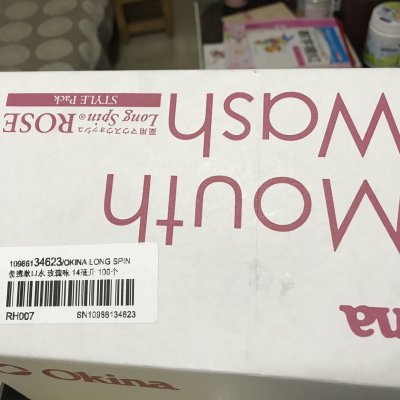 Mouth
Wash
薬用マウスウォッシュ
Long Spin® ROSE
STYLE Pack
10986134623/OKINA LONG SPIN
便携漱口水 玫瑰味 14毫升 100个
RH007
SN10986134623
na
Okina